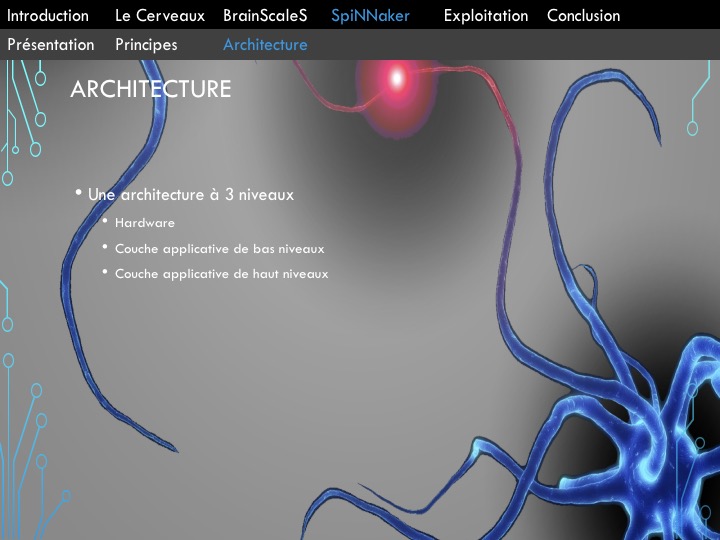 Introduction Le Cerveaux BrainScaleS SpiNNaker Exploitation Conclusion
Présentation Principes Architecture
ARCHITECTURE
• Une architecture à 3 niveaux
• Hardware
• Couche applicative de bas niveaux
• Couche applicative de haut niveaux